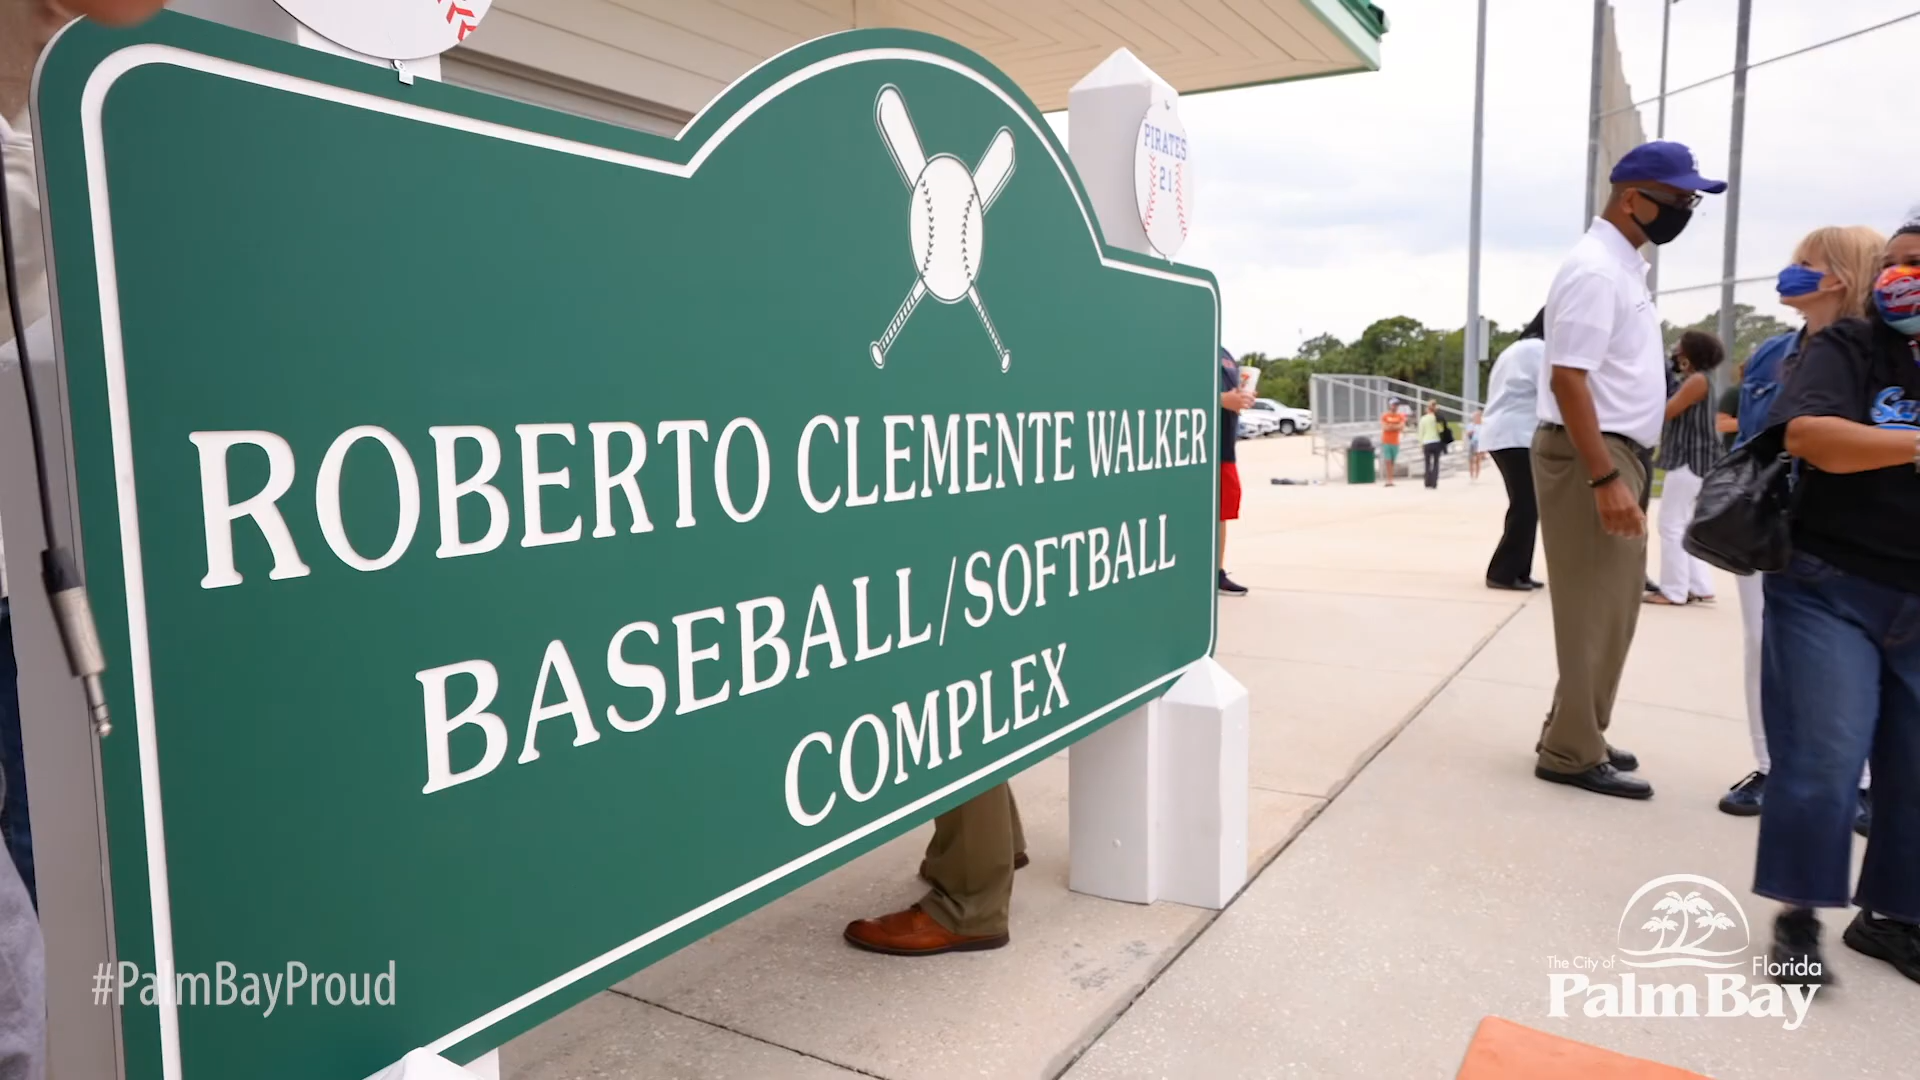 PIRATES
21
ROBERTO CLEMENTE WALKER
BASEBALL/SOFTBALL
COMPLEX
#PalmBayProud
The City of
Palm Bay
Florida